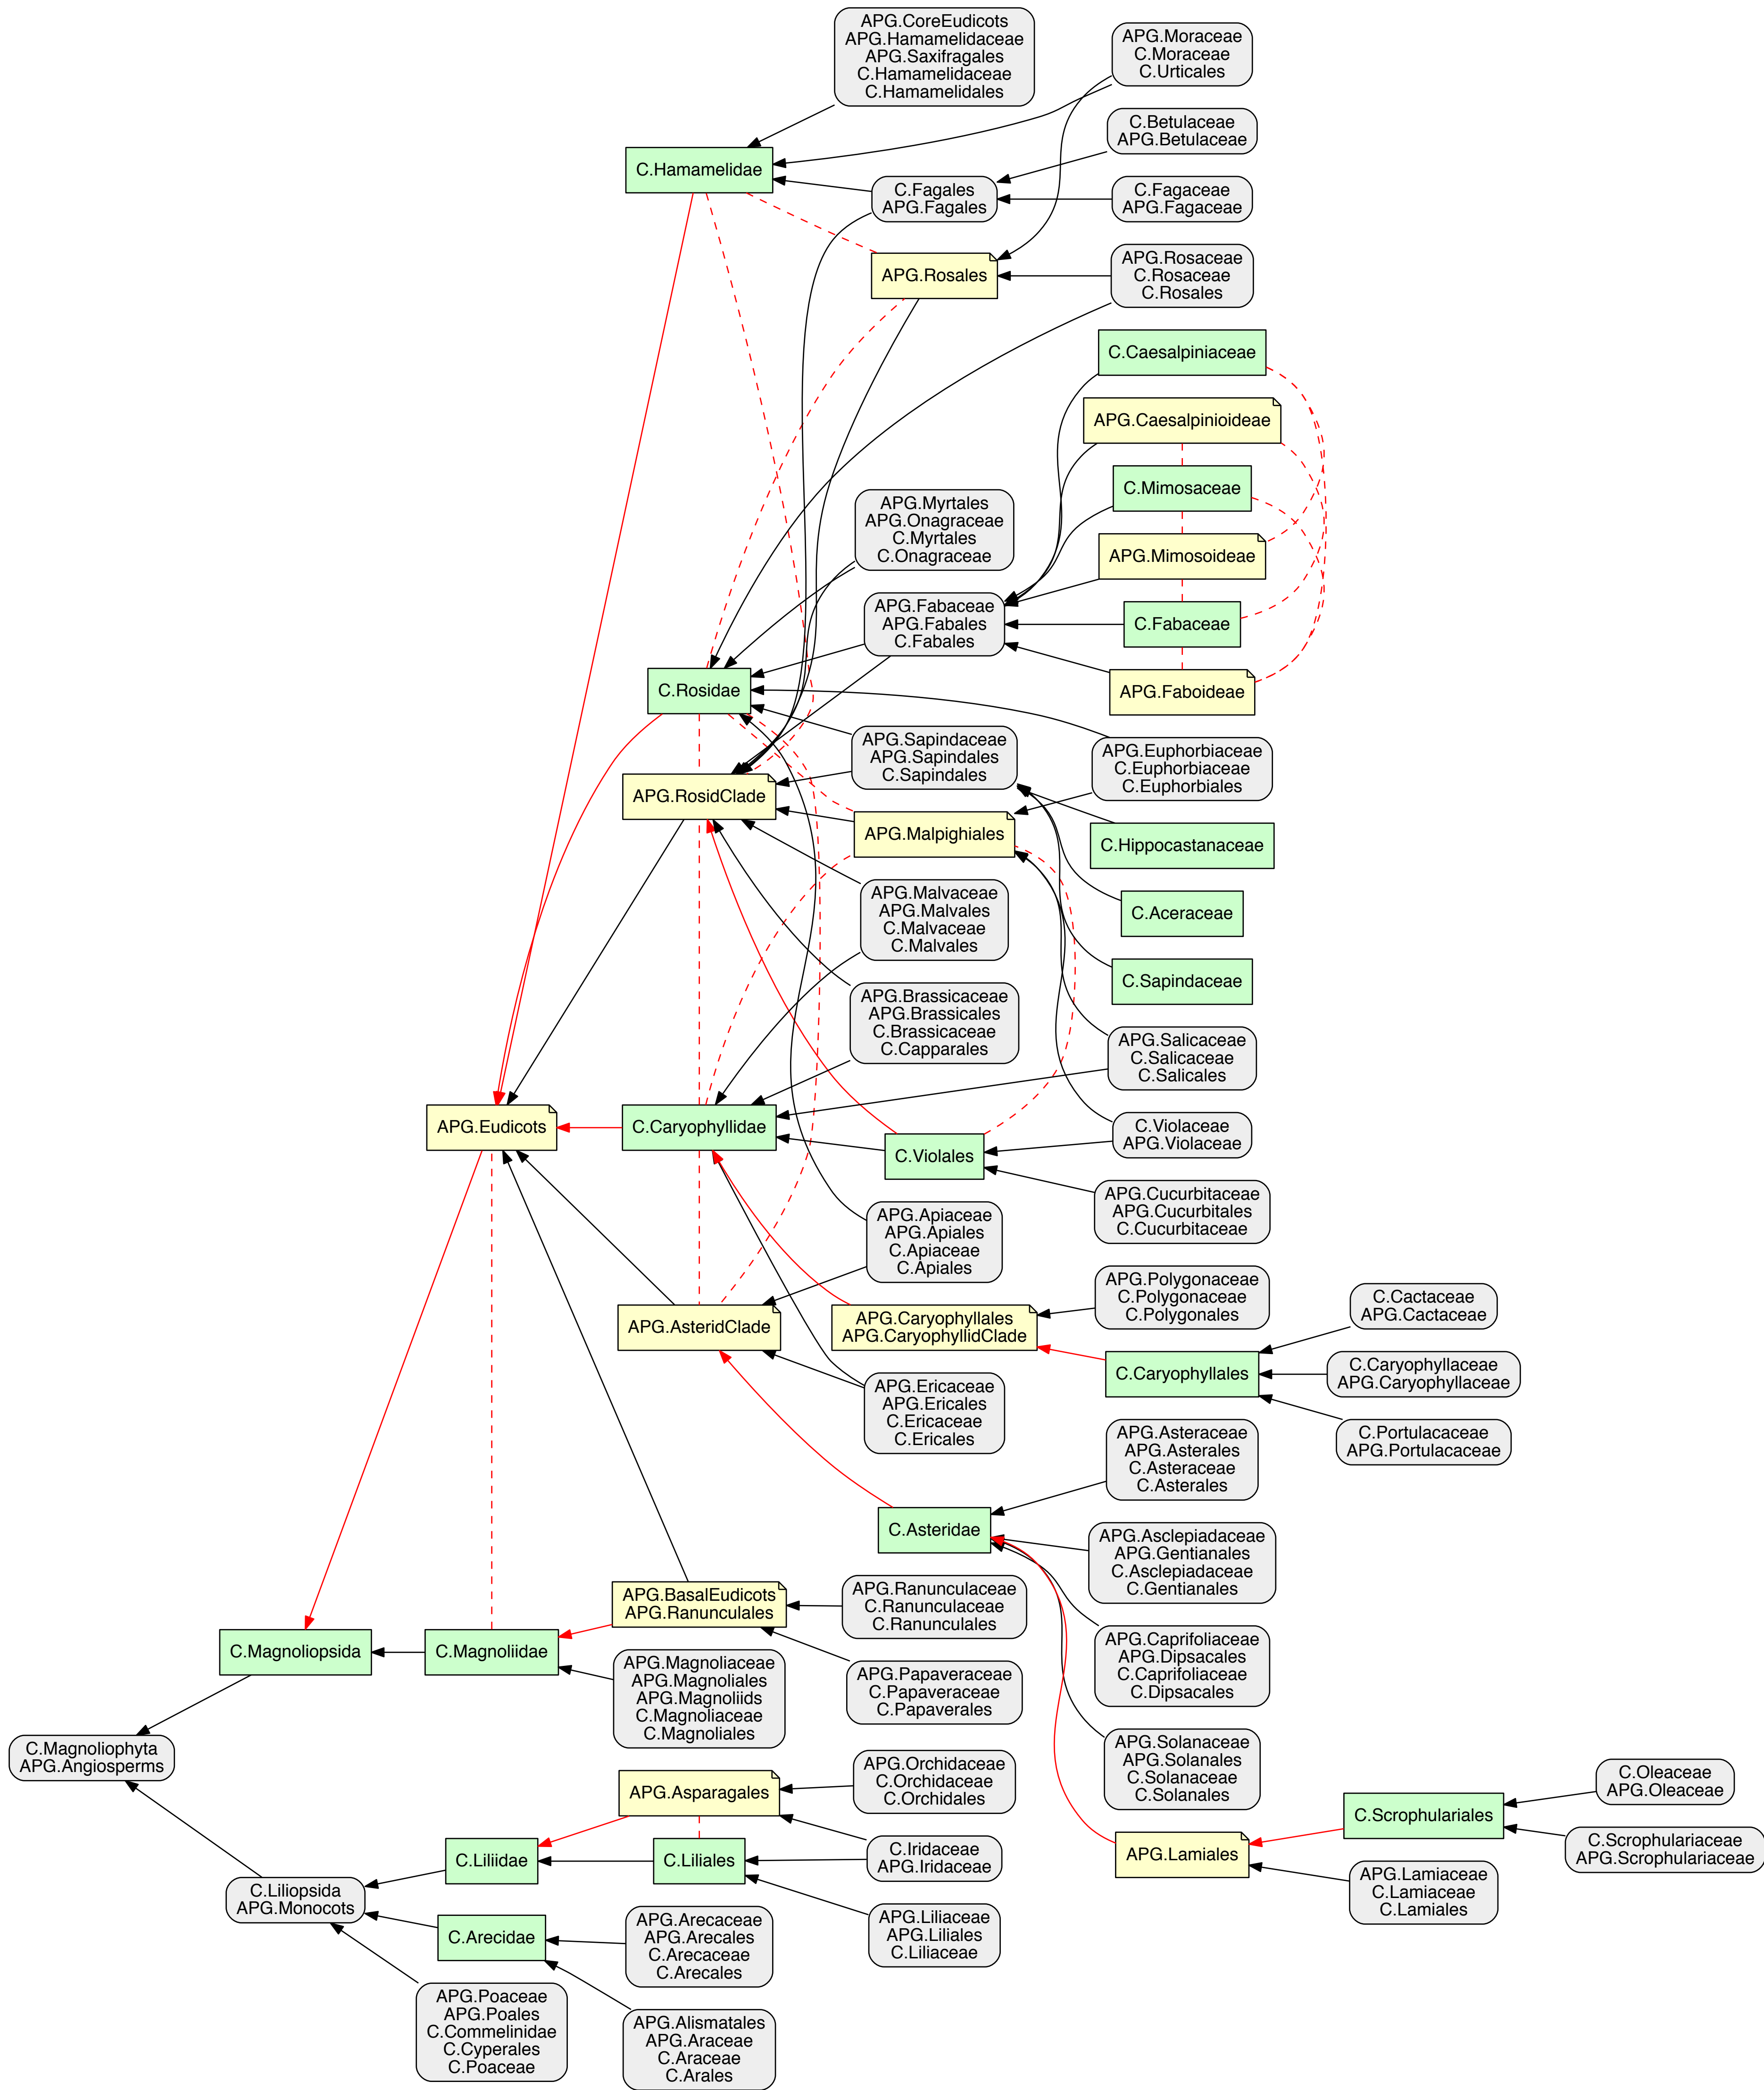 APG.CoreEudicots
APG.Hamamelidaceae
APG.Saxifragales
C.Hamamelidaceae
C.Hamamelidales
APG.Moraceae
C.Moraceae
C.Urticales
C.Betulaceae
APG.Betulaceae
C.Hamamelidae
C.Fagales
APG.Fagales
C.Fagaceae
APG.Fagaceae
APG.Rosales
APG.Rosaceae
C.Rosaceae
C.Rosales
C.Caesalpiniaceae
APG.Caesalpinioideae
C.Mimosaceae
APG.Myrtales
APG.Onagraceae
C.Myrtales
C.Onagraceae
APG.Mimosoideae
APG.Fabaceae
APG.Fabales
C.Fabales
C.Fabaceae
C.Rosidae
APG.Faboideae
APG.Sapindaceae
APG.Sapindales
C.Sapindales
APG.Euphorbiaceae
C.Euphorbiaceae
C.Euphorbiales
APG.RosidClade
APG.Malpighiales
C.Hippocastanaceae
APG.Malvaceae
APG.Malvales
C.Malvaceae
C.Malvales
C.Aceraceae
C.Sapindaceae
APG.Brassicaceae
APG.Brassicales
C.Brassicaceae
C.Capparales
APG.Salicaceae
C.Salicaceae
C.Salicales
APG.Eudicots
C.Caryophyllidae
C.Violales
C.Violaceae
APG.Violaceae
APG.Cucurbitaceae
APG.Cucurbitales
C.Cucurbitaceae
APG.Apiaceae
APG.Apiales
C.Apiaceae
C.Apiales
APG.Polygonaceae
C.Polygonaceae
C.Polygonales
C.Cactaceae
APG.Cactaceae
APG.AsteridClade
APG.Caryophyllales
APG.CaryophyllidClade
C.Caryophyllales
C.Caryophyllaceae
APG.Caryophyllaceae
APG.Ericaceae
APG.Ericales
C.Ericaceae
C.Ericales
C.Portulacaceae
APG.Portulacaceae
APG.Asteraceae
APG.Asterales
C.Asteraceae
C.Asterales
C.Asteridae
APG.Asclepiadaceae
APG.Gentianales
C.Asclepiadaceae
C.Gentianales
APG.BasalEudicots
APG.Ranunculales
APG.Ranunculaceae
C.Ranunculaceae
C.Ranunculales
C.Magnoliopsida
C.Magnoliidae
APG.Caprifoliaceae
APG.Dipsacales
C.Caprifoliaceae
C.Dipsacales
APG.Magnoliaceae
APG.Magnoliales
APG.Magnoliids
C.Magnoliaceae
C.Magnoliales
APG.Papaveraceae
C.Papaveraceae
C.Papaverales
C.Magnoliophyta
APG.Angiosperms
APG.Solanaceae
APG.Solanales
C.Solanaceae
C.Solanales
APG.Asparagales
APG.Orchidaceae
C.Orchidaceae
C.Orchidales
C.Oleaceae
APG.Oleaceae
C.Scrophulariales
C.Liliidae
C.Liliales
C.Iridaceae
APG.Iridaceae
APG.Lamiales
C.Scrophulariaceae
APG.Scrophulariaceae
C.Liliopsida
APG.Monocots
APG.Lamiaceae
C.Lamiaceae
C.Lamiales
C.Arecidae
APG.Arecaceae
APG.Arecales
C.Arecaceae
C.Arecales
APG.Liliaceae
APG.Liliales
C.Liliaceae
APG.Poaceae
APG.Poales
C.Commelinidae
C.Cyperales
C.Poaceae
APG.Alismatales
APG.Araceae
C.Araceae
C.Arales